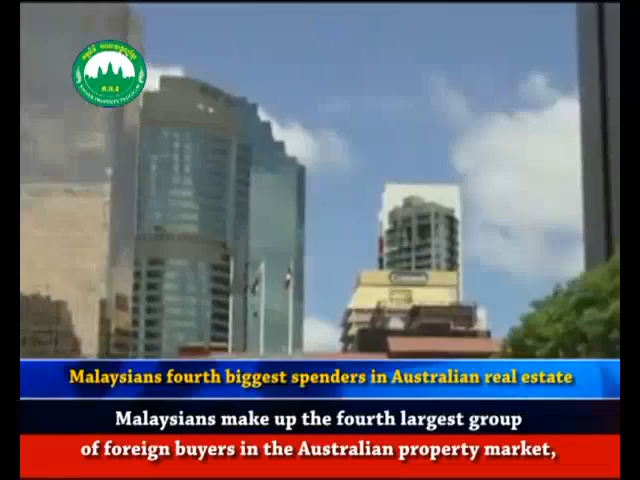 Malaysians fourth biggest spenders in Australian real estate
Malaysians make up the fourth largest group
of foreign buyers in the Australian property market,